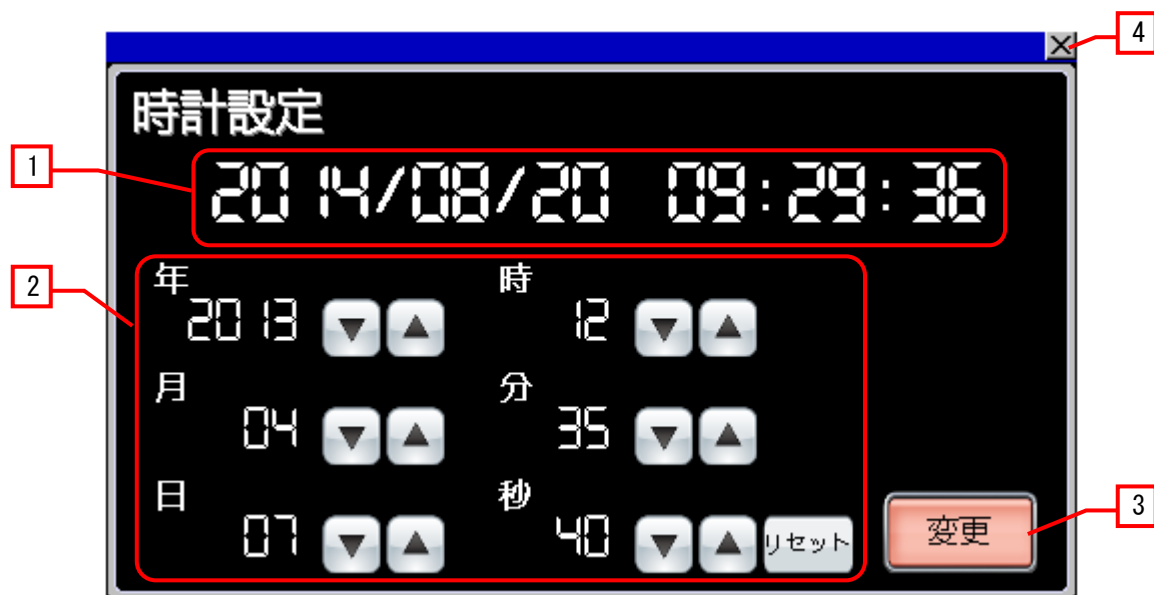 4
時計設定
1
2014/08/20 09:29:36
2
年 時
2013 ▼ ▲ 12 ▼ ▲
月 分
04 ▼ ▲ 35 ▼ ▲
日 秒
07 ▼ ▲ 40 ▼ ▲ リセット
変更
3